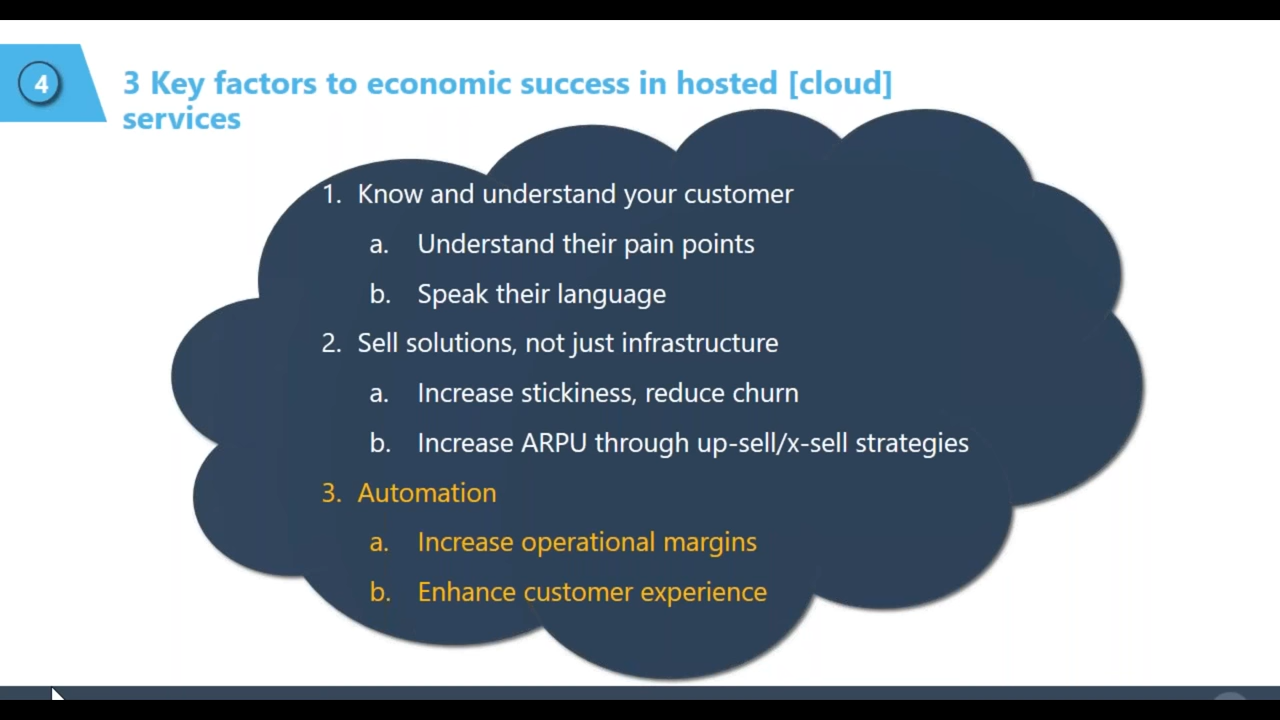 4
3 Key factors to economic success in hosted [cloud]
services
1. Know and understand your customer
a. Understand their pain points
b. Speak their language
2. Sell solutions, not just infrastructure
a. Increase stickiness, reduce churn
b. Increase ARPU through up-sell/x-sell strategies
3. Automation
a. Increase operational margins
b. Enhance customer experience